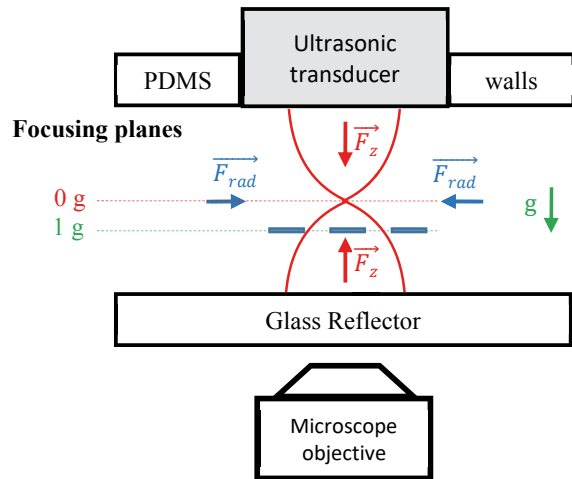 Ultrasonic
transducer
PDMS
walls
Focusing planes
F_z
F_rad
F_rad
0 g
g
1 g
F_z
Glass Reflector
Microscope
objective